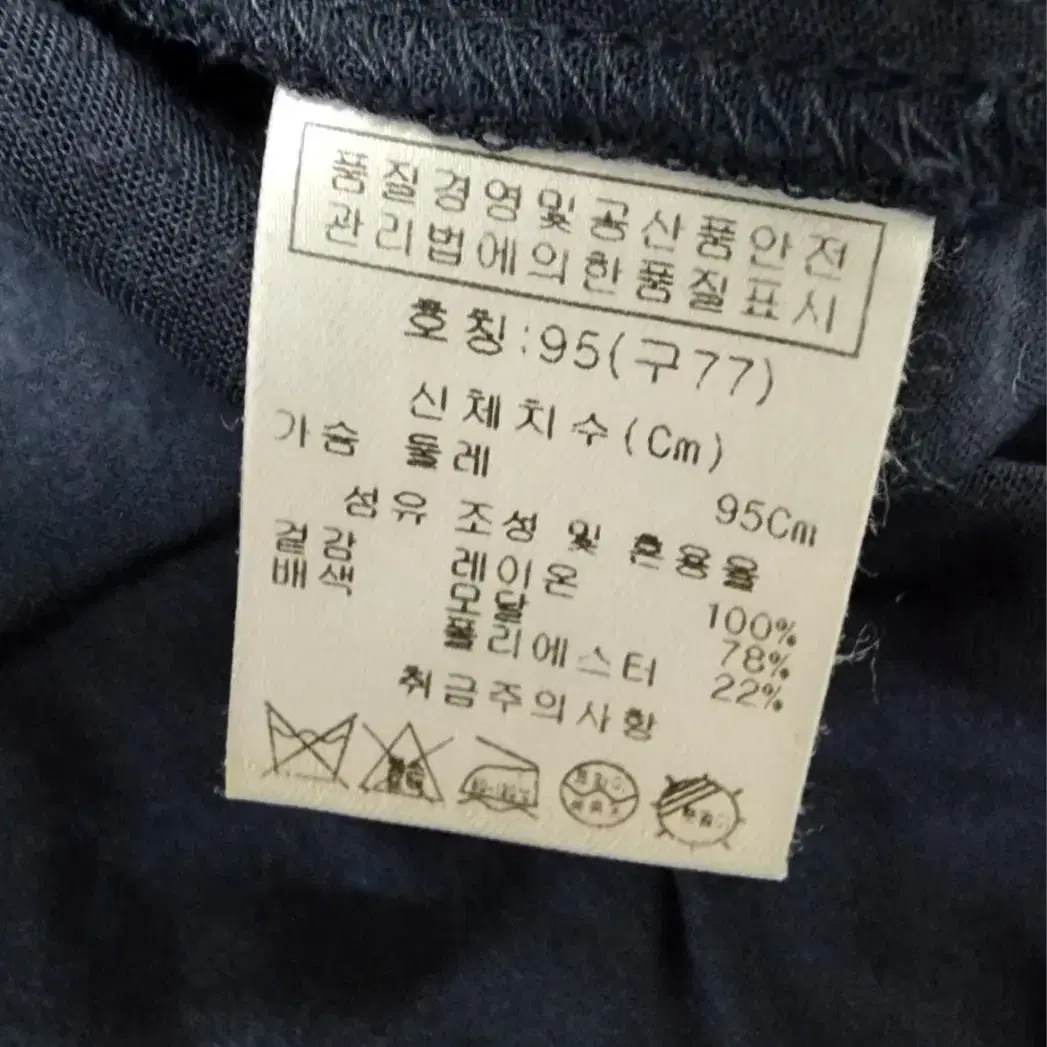 품질경영및공산품안전
관리법에의한품질표시
호칭:95(구77)
신체치수(Cm)
가슴 둘레 95Cm
섬유 조성 및 혼용율
겉감 레이온 100%
배색 모달 78%
폴리에스터 22%
취급주의사항